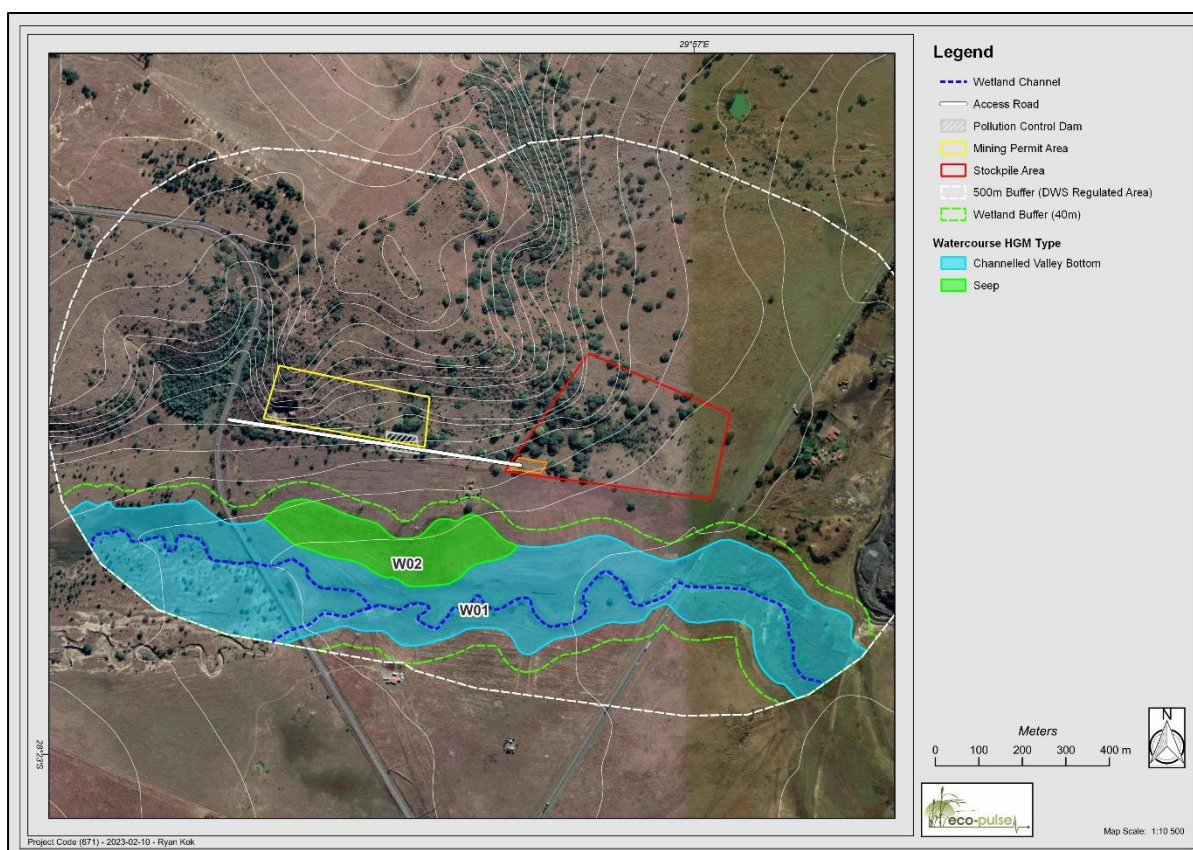 29°57'E
28°23'S
W02
W01
Legend
Wetland Channel
Access Road
Pollution Control Dam
Mining Permit Area
Stockpile Area
500m Buffer (DWS Regulated Area)
Wetland Buffer (40m)
Watercourse HGM Type
Channelled Valley Bottom
Seep
N
Meters
0 100 200 300 400 m
eco-pulse
Map Scale: 1:10 500
Project Code (671) - 2023-02-10 - Ryan Kok